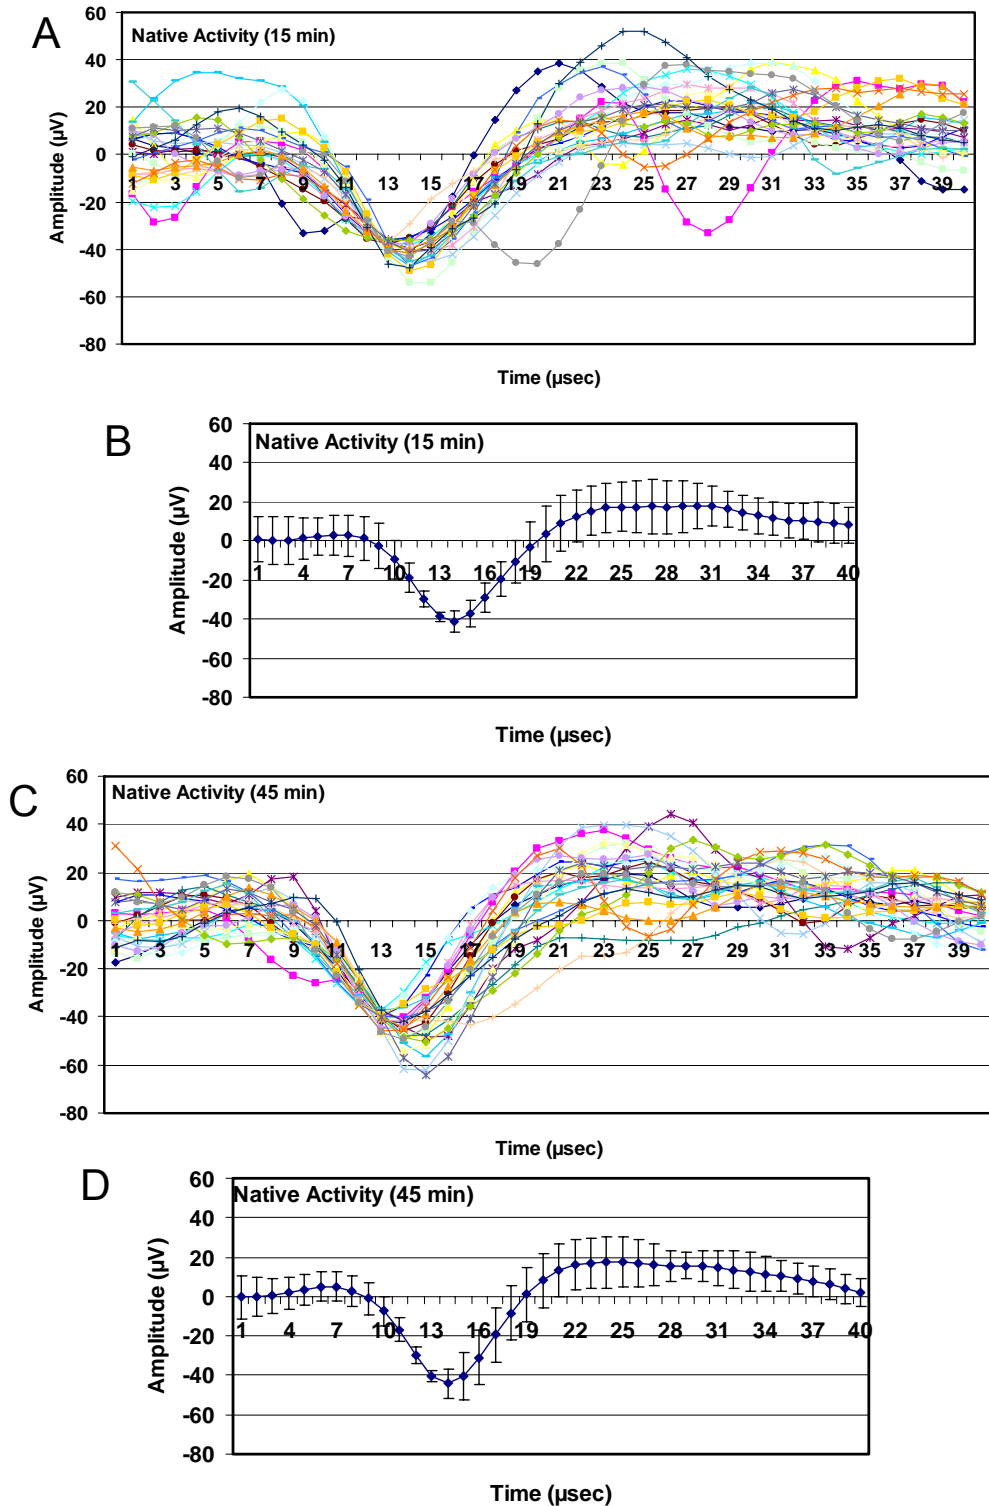 A
Native Activity (15 min)
Amplitude (µV)
60
40
20
0
-20
-40
-60
-80
1 3 5 7 9 11 13 15 17 19 21 23 25 27 29 31 33 35 37 39
Time (µsec)
B
Native Activity (15 min)
Amplitude (µV)
60
40
20
0
-20
-40
-60
-80
1 4 7 10 13 16 19 22 25 28 31 34 37 40
Time (µsec)
C
Native Activity (45 min)
Amplitude (µV)
60
40
20
0
-20
-40
-60
-80
1 3 5 7 9 11 13 15 17 19 21 23 25 27 29 31 33 35 37 39
Time (µsec)
D
Native Activity (45 min)
Amplitude (µV)
60
40
20
0
-20
-40
-60
-80
1 4 7 10 13 16 19 22 25 28 31 34 37 40
Time (µsec)